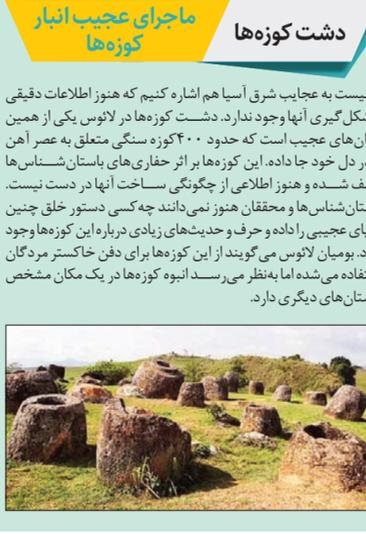 دشت کوزه‌ها
ماجرای عجیب انبار
کوزه‌ها
نیست به عجایب شرق آسیا هم اشاره کنیم که هنوز اطلاعات دقیقی
شکل‌گیری آنها وجود ندارد. دشت کوزه‌ها در لائوس یکی از همین
ان‌های عجیب است که حدود ۴۰۰کوزه سنگی متعلق به عصر آهن
در دل خود جا داده. این کوزه‌ها بر اثر حفاری‌های باستان‌شناس‌ها
ف شده و هنوز اطلاعی از چگونگی ساخت آنها در دست نیست.
ستان‌شناس‌ها و محققان هنوز نمی‌دانند چه کسی دستور خلق چنین
یای عجیبی را داده و حرف و حدیث‌های زیادی درباره این کوزه‌ها وجود
د. بومیان لائوس می‌گویند از این کوزه‌ها برای دفن خاکستر مردگان
تفاده می‌شده اما به‌نظر می‌رسد انبوه کوزه‌ها در یک مکان مشخص
ستان‌های دیگری دارد.